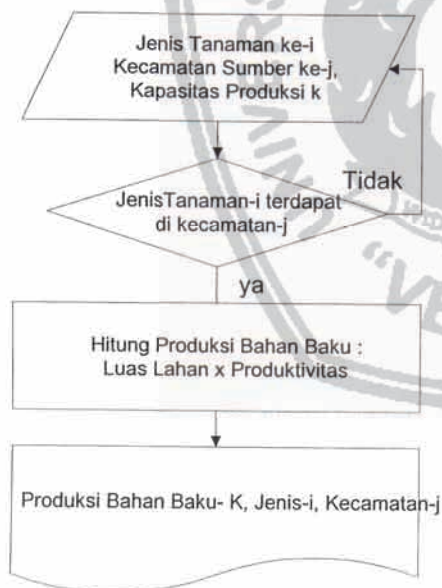 Jenis Tanaman ke-i
Kecamatan Sumber ke-j,
Kapasitas Produksi k
Tidak
JenisTanaman-i terdapat
di kecamatan-j
ya
Hitung Produksi Bahan Baku :
Luas Lahan x Produktivitas
Produksi Bahan Baku- K, Jenis-i, Kecamatan-j